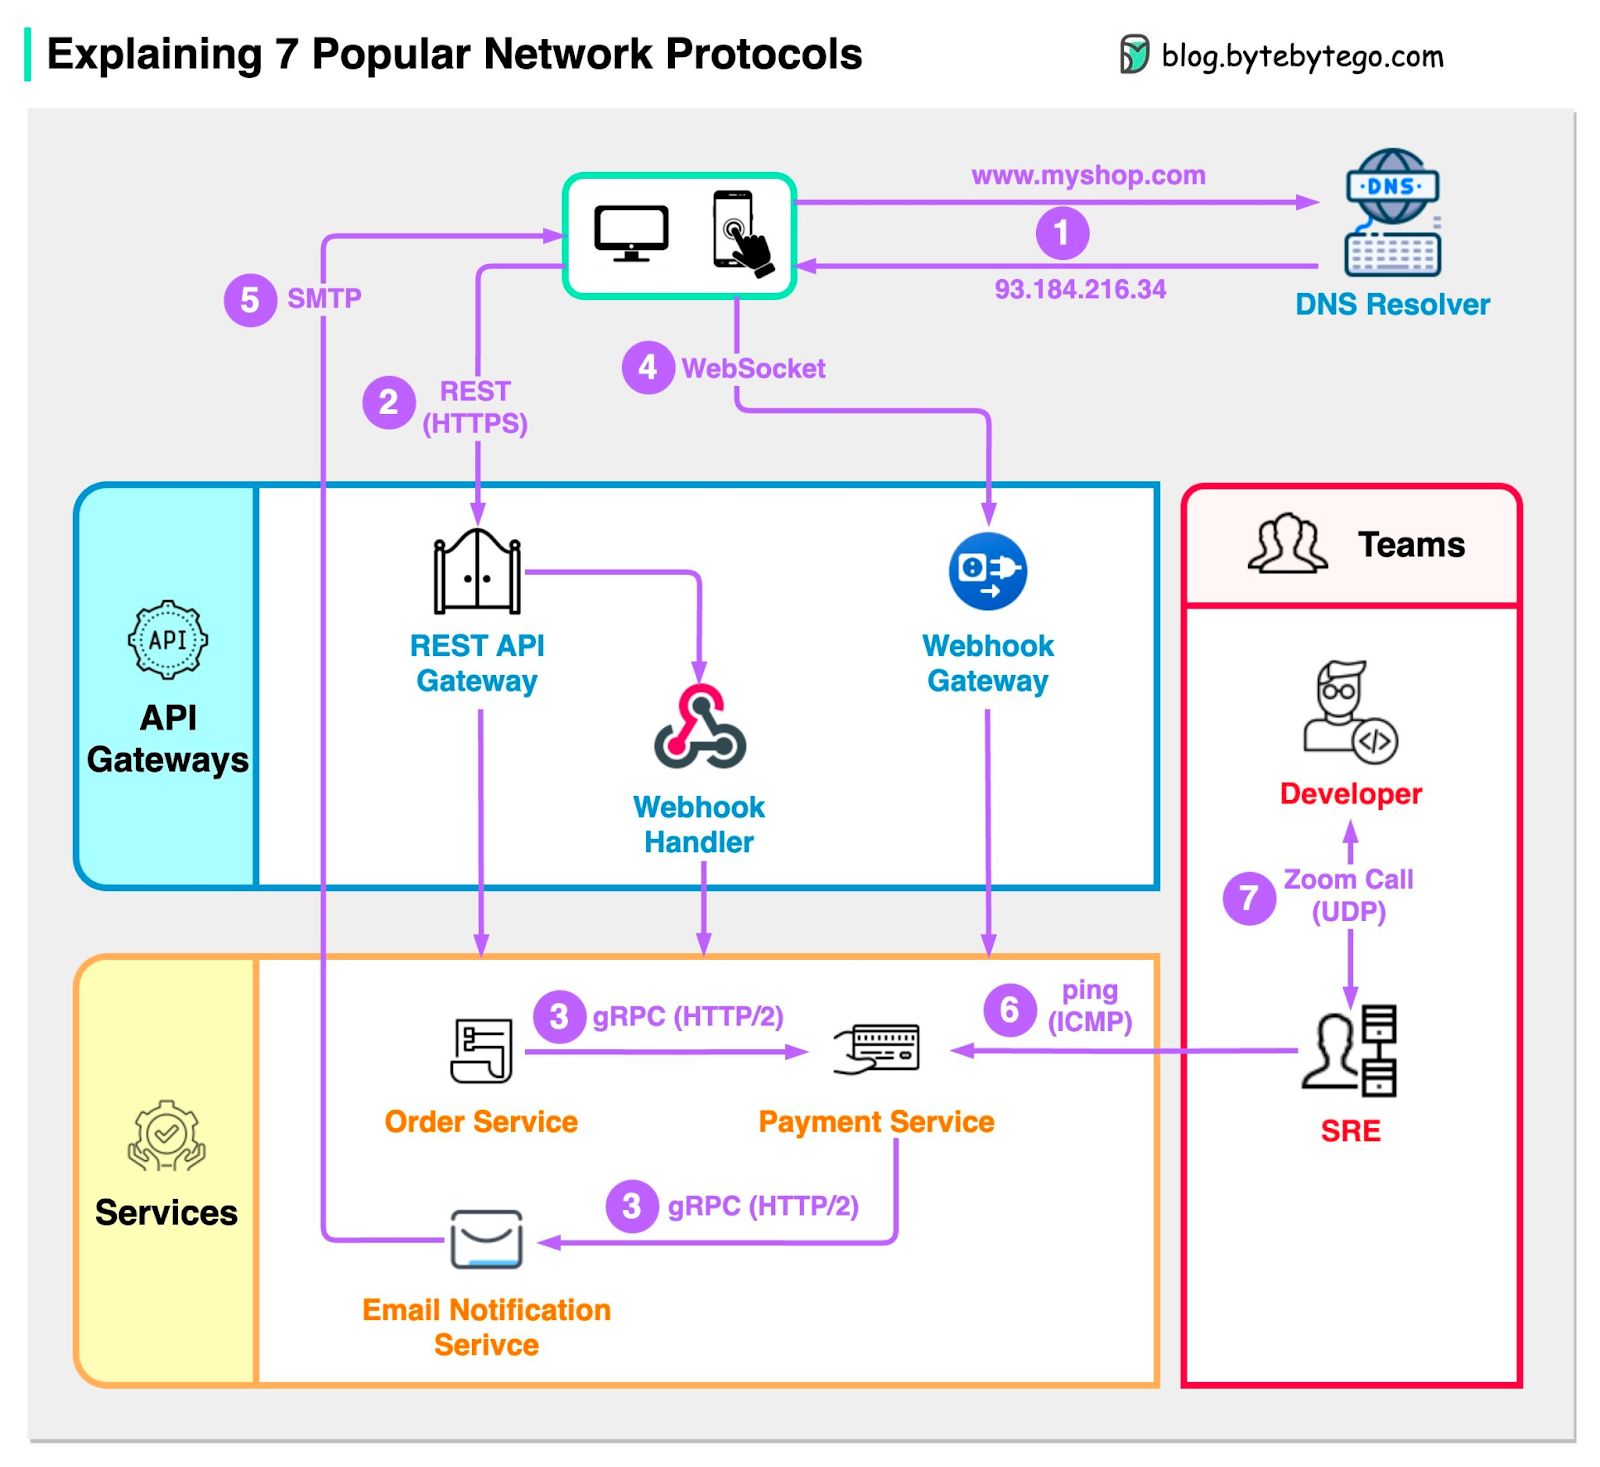 Explaining 7 Popular Network Protocols
blog.bytebytego.com
www.myshop.com
1
93.184.216.34
DNS
DNS Resolver
5 SMTP
4 WebSocket
2 REST
(HTTPS)
API
API
Gateways
REST API
Gateway
Webhook
Handler
Webhook
Gateway
Teams
</>
Developer
7 Zoom Call
(UDP)
SRE
6 ping
(ICMP)
Services
3 gRPC (HTTP/2)
Order Service
Payment Service
3 gRPC (HTTP/2)
Email Notification
Serivce